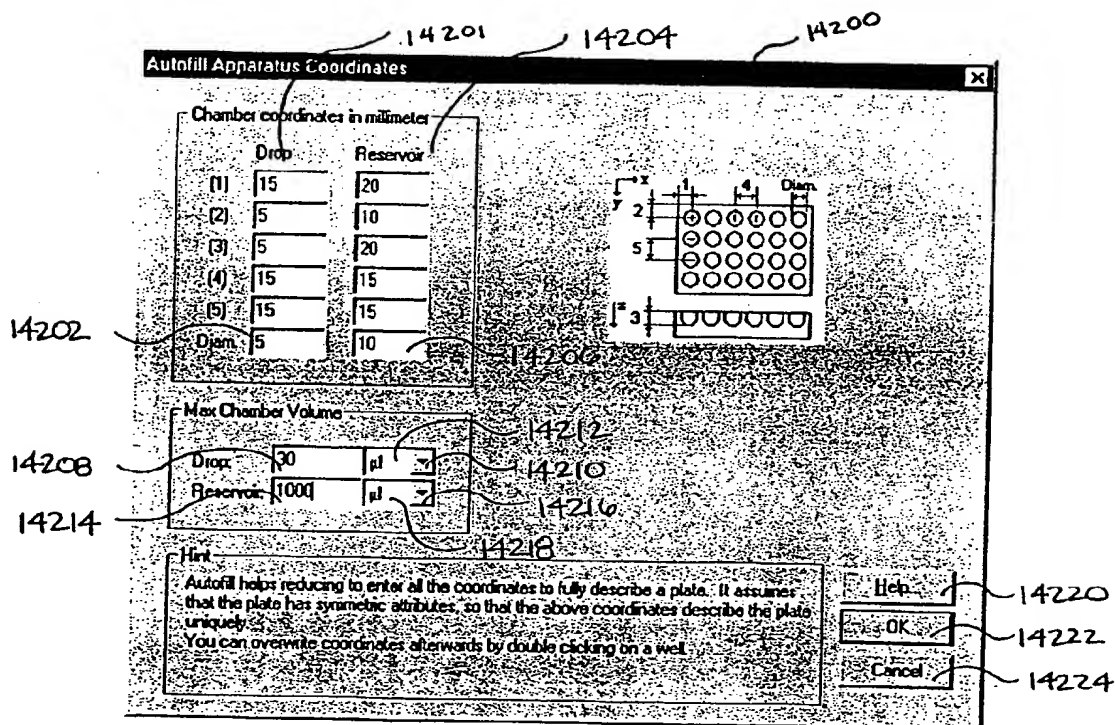 14201
14204
14200
Autofill Apparatus Coordinates
Chamber coordinates in millimeter
Drop Reservoir
(1) 15 20
(2) 5 10
(3) 5 20
(4) 15 15
(5) 15 15
Diam. 5 10
14202
14206
X
Y
1
4
Diam.
2
5
z
3
Max Chamber Volume
14212
14208
Drop: 30 µl
14210
Reservoir: 1000 µl
14214
14216
14218
Hint
Autofill helps reducing to enter all the coordinates to fully describe a plate. It assumes
that the plate has symetric attributes, so that the above coordinates describe the plate
uniquely.
You can overwrite coordinates afterwards by double clicking on a well.
Help
14220
OK
14222
Cancel
14224